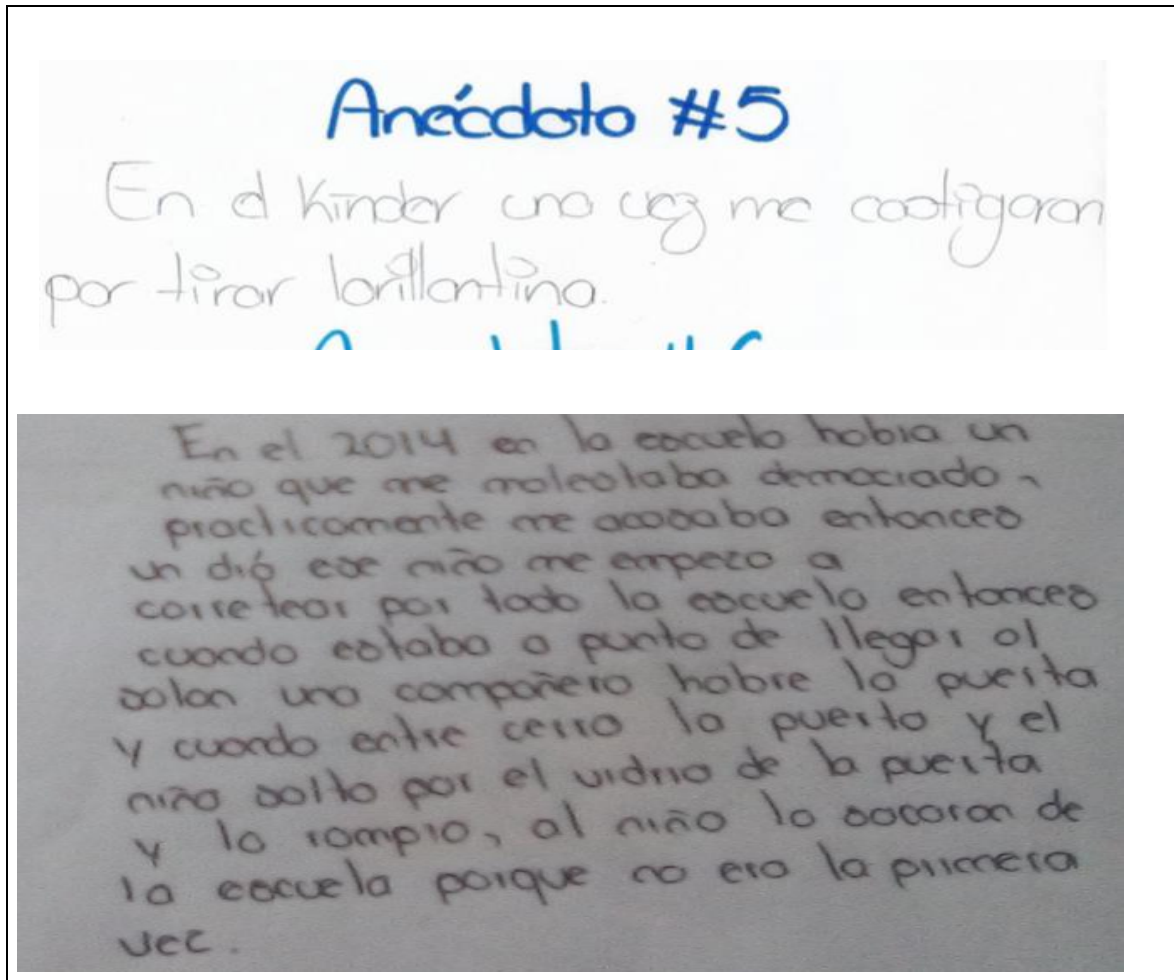 Anécdota #5
En el Kinder una vez me castigaron
por tirar brillantina.
En el 2014 en la escuela habia un
niño que me molestaba demaciado,
practicamente me acosaba entonces
un diá ese niño me empezo a
corretear por toda la escuela entonces
cuando estaba a punto de llegar al
salon una compañero habre la puerta
y cuando entre cerro la puerta y el
niño salto por el vidrio de la puerta
y lo rompio, al niño lo sacaron de
la escuela porque no era la primera
vez.